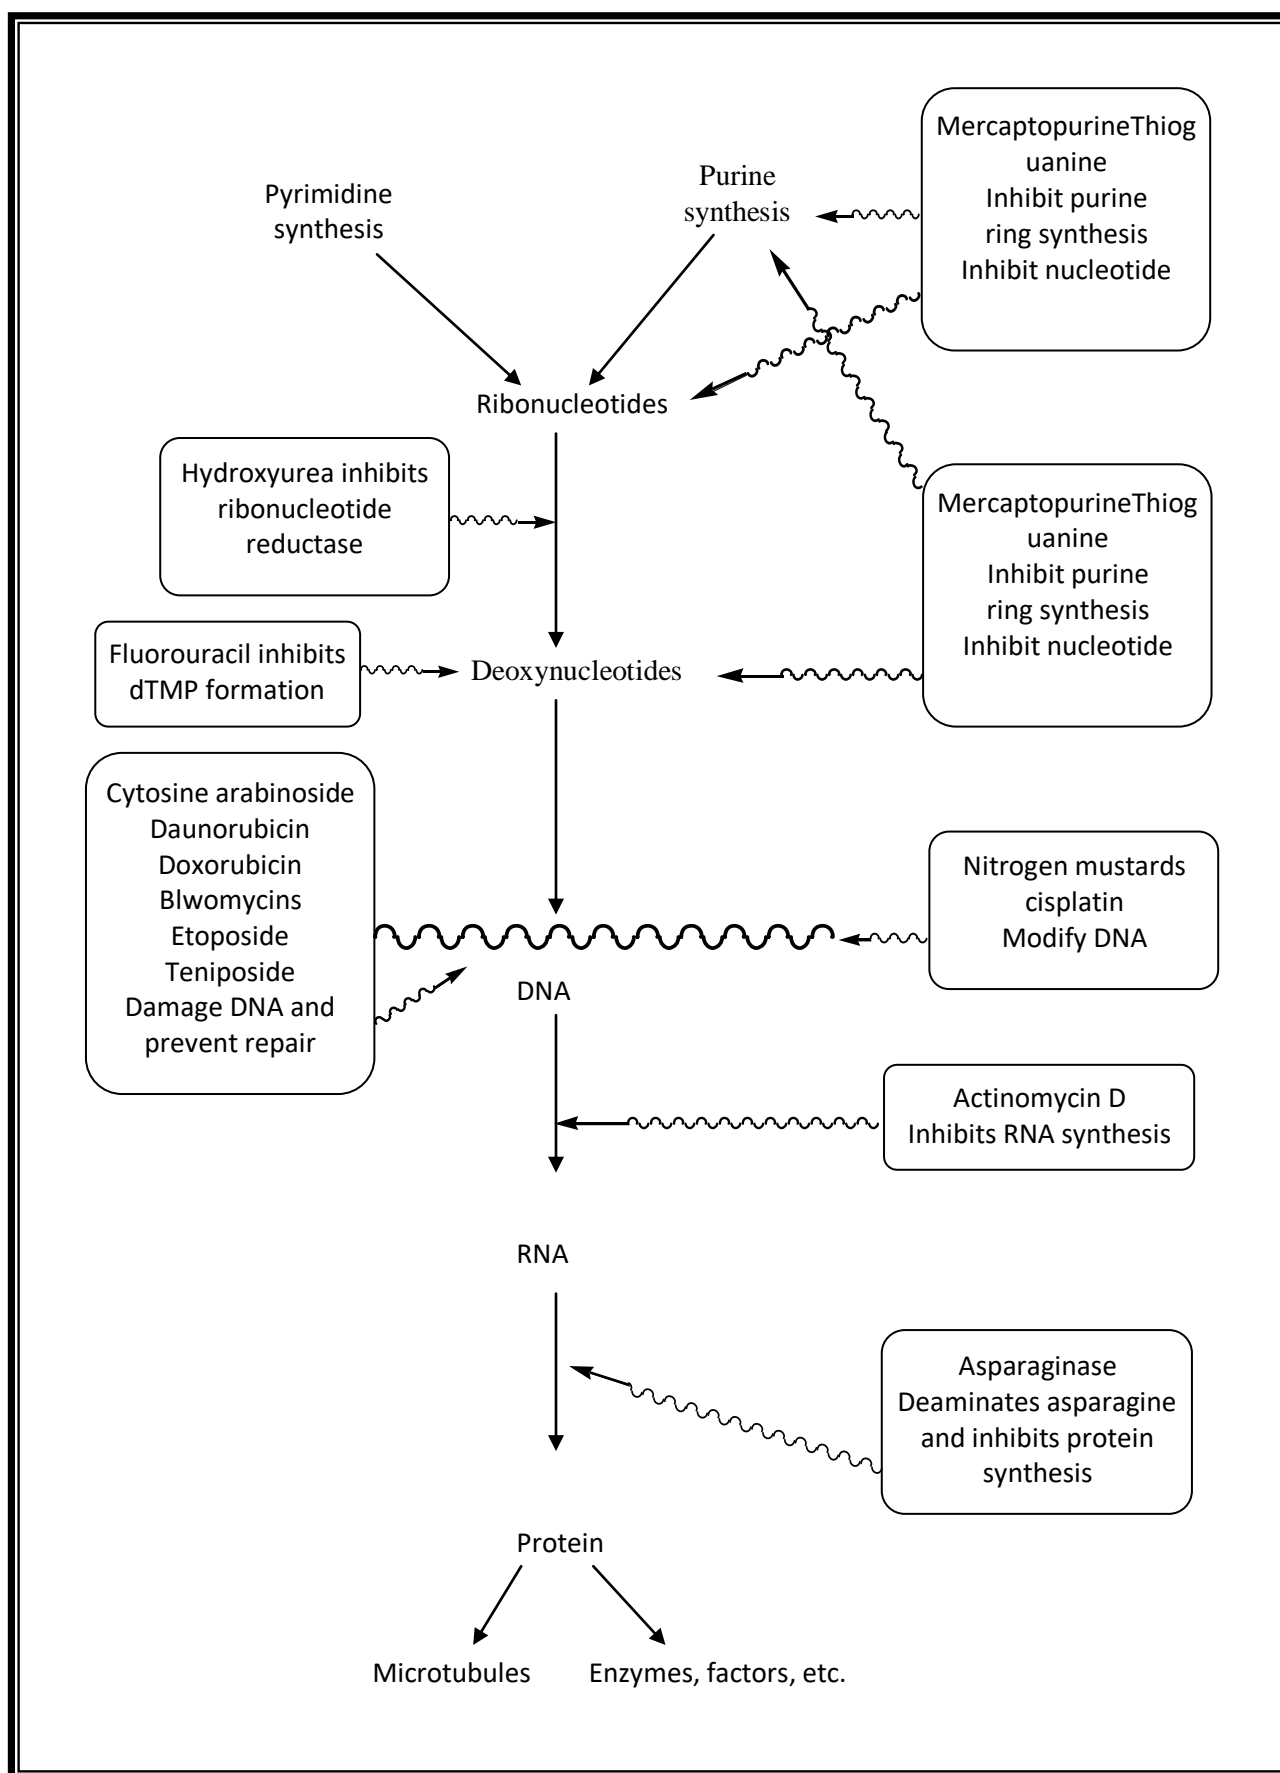 MercaptopurineThiog
uanine
Inhibit purine
ring synthesis
Inhibit nucleotide
Pyrimidine
synthesis
Purine
synthesis
Ribonucleotides
Hydroxyurea inhibits
ribonucleotide
reductase
MercaptopurineThiog
uanine
Inhibit purine
ring synthesis
Inhibit nucleotide
Fluorouracil inhibits
dTMP formation
Deoxynucleotides
Cytosine arabinoside
Daunorubicin
Doxorubicin
Blwomycins
Etoposide
Teniposide
Damage DNA and
prevent repair
Nitrogen mustards
cisplatin
Modify DNA
DNA
Actinomycin D
Inhibits RNA synthesis
RNA
Asparaginase
Deaminates asparagine
and inhibits protein
synthesis
Protein
Microtubules
Enzymes, factors, etc.